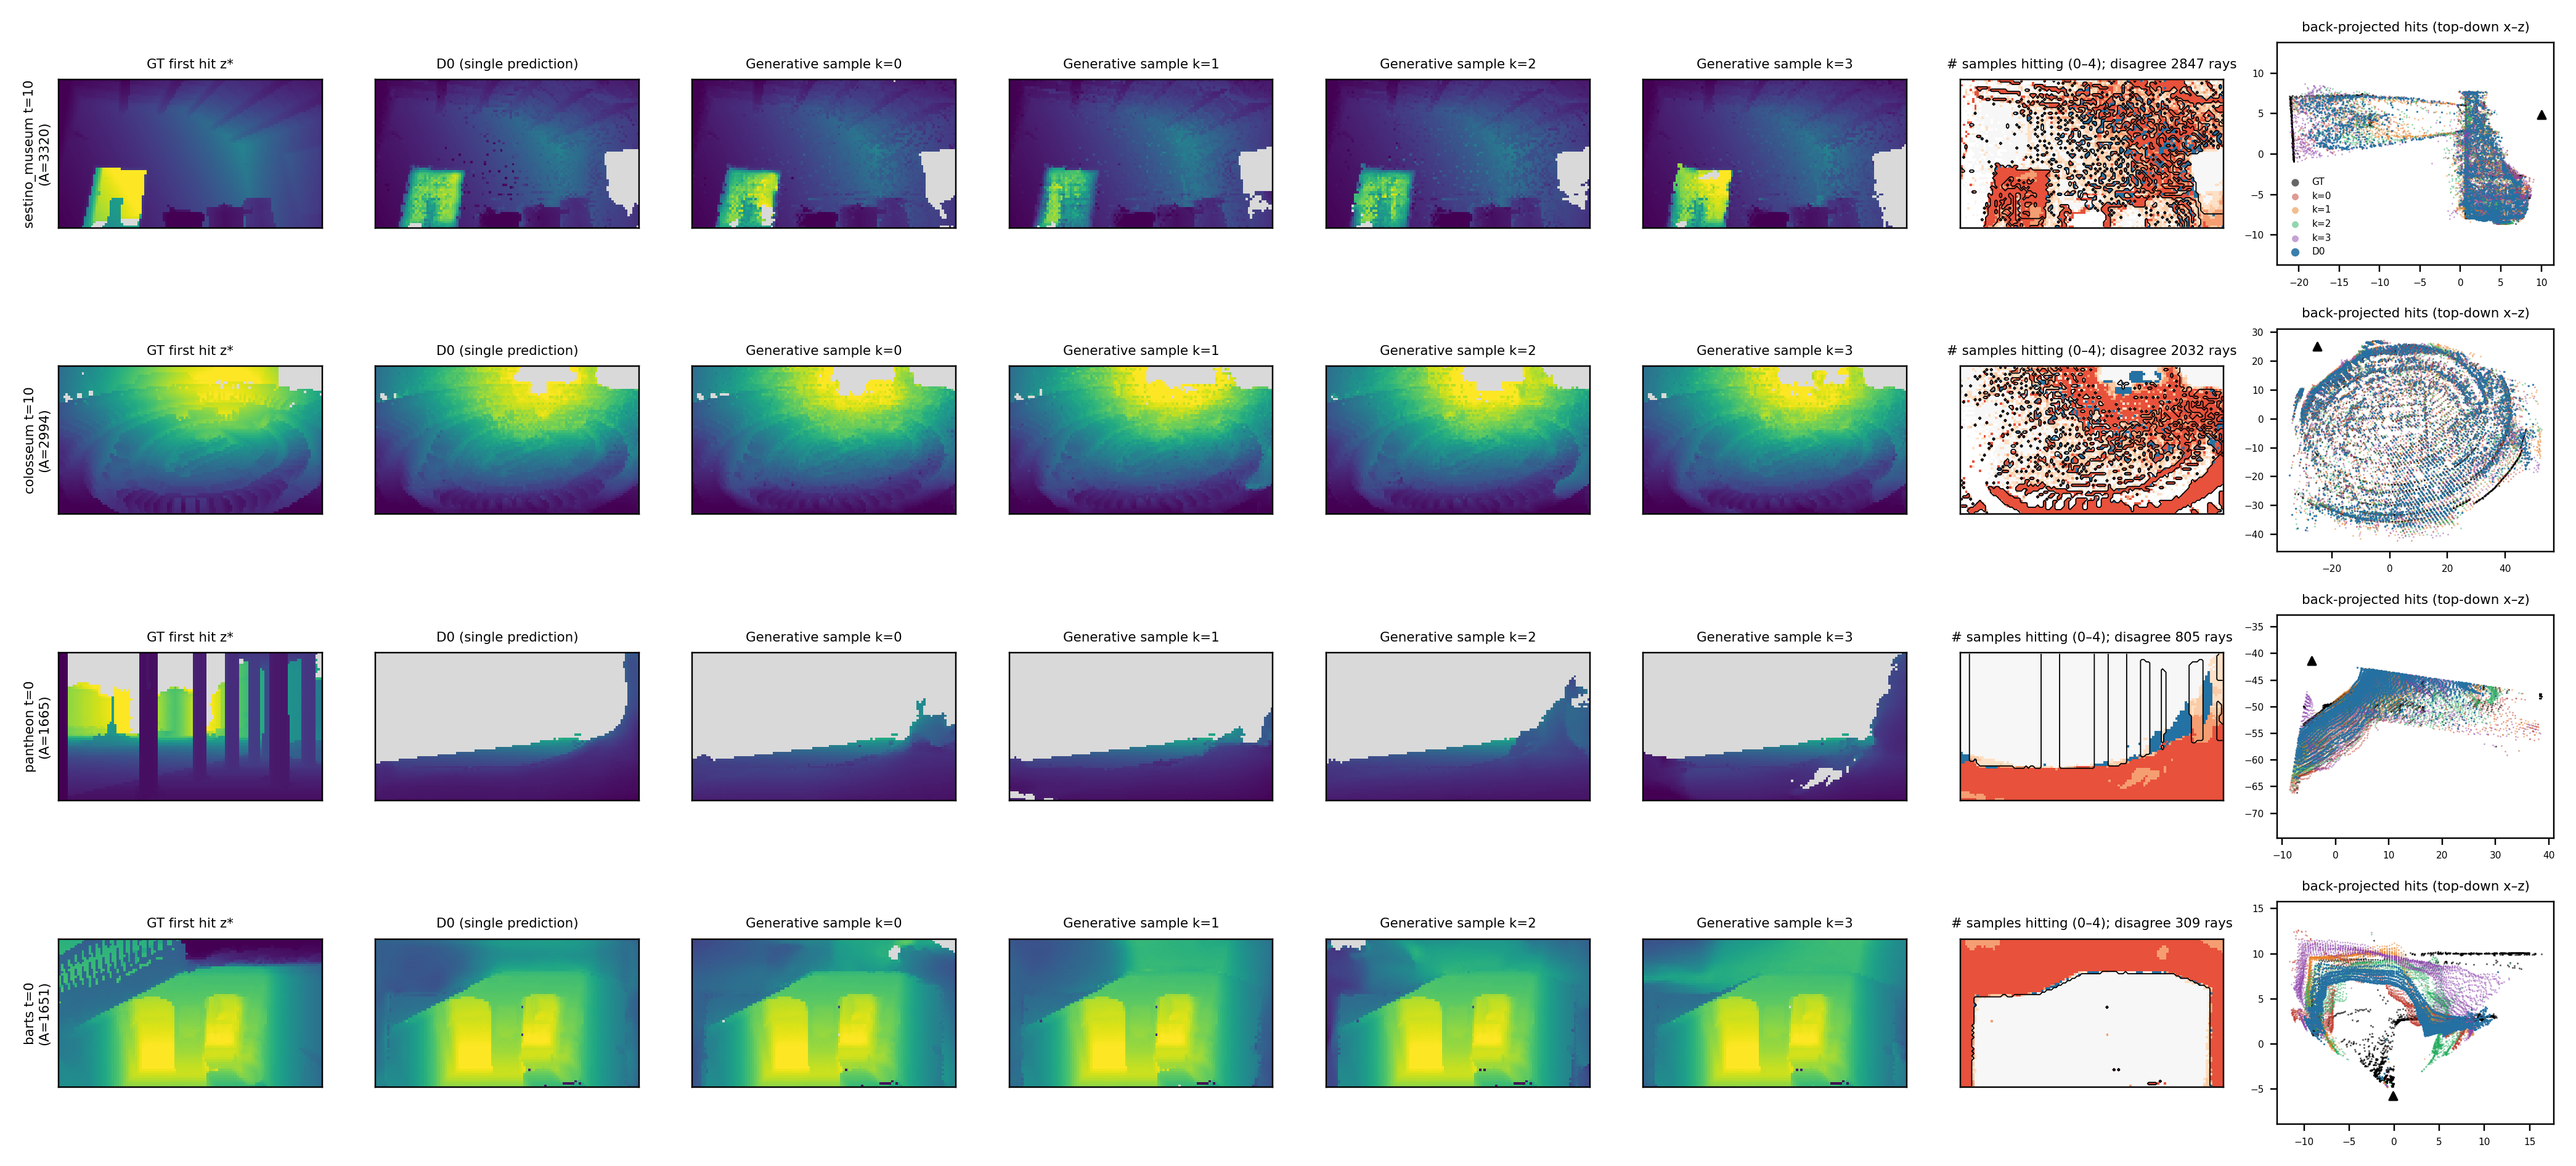 back-projected hits (top-down x–z)
GT first hit z*
D0 (single prediction)
Generative sample k=0
Generative sample k=1
Generative sample k=2
Generative sample k=3
# samples hitting (0–4); disagree 2847 rays
sestino_museum t=10
(A=3320)
10
5
0
−5
−10
GT
k=0
k=1
k=2
k=3
D0
−20 −15 −10 −5 0 5 10
back-projected hits (top-down x–z)
GT first hit z*
D0 (single prediction)
Generative sample k=0
Generative sample k=1
Generative sample k=2
Generative sample k=3
# samples hitting (0–4); disagree 2032 rays
colosseum t=10
(A=2994)
30
20
10
0
−10
−20
−30
−40
−20 0 20 40
back-projected hits (top-down x–z)
GT first hit z*
D0 (single prediction)
Generative sample k=0
Generative sample k=1
Generative sample k=2
Generative sample k=3
# samples hitting (0–4); disagree 805 rays
pantheon t=0
(A=1665)
−35
−40
−45
−50
−55
−60
−65
−70
−10 0 10 20 30 40
back-projected hits (top-down x–z)
GT first hit z*
D0 (single prediction)
Generative sample k=0
Generative sample k=1
Generative sample k=2
Generative sample k=3
# samples hitting (0–4); disagree 309 rays
barts t=0
(A=1651)
15
10
5
0
−5
−10 −5 0 5 10 15